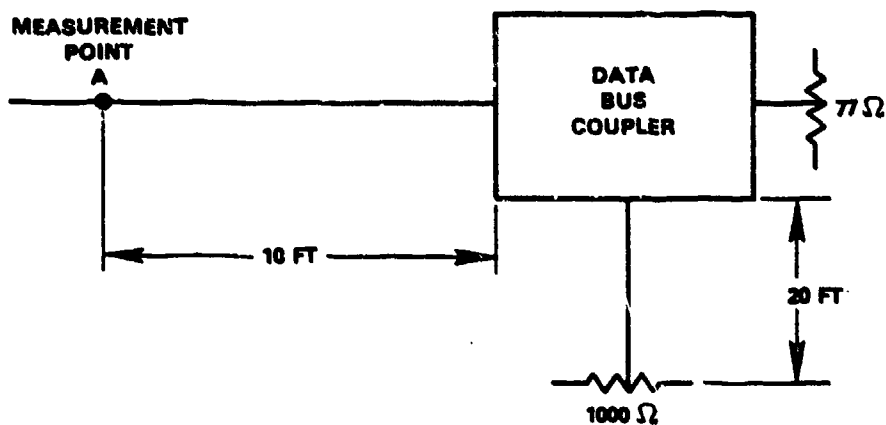 MEASUREMENT
POINT
A
DATA
BUS
COUPLER
77 Ω
10 FT
20 FT
1000 Ω